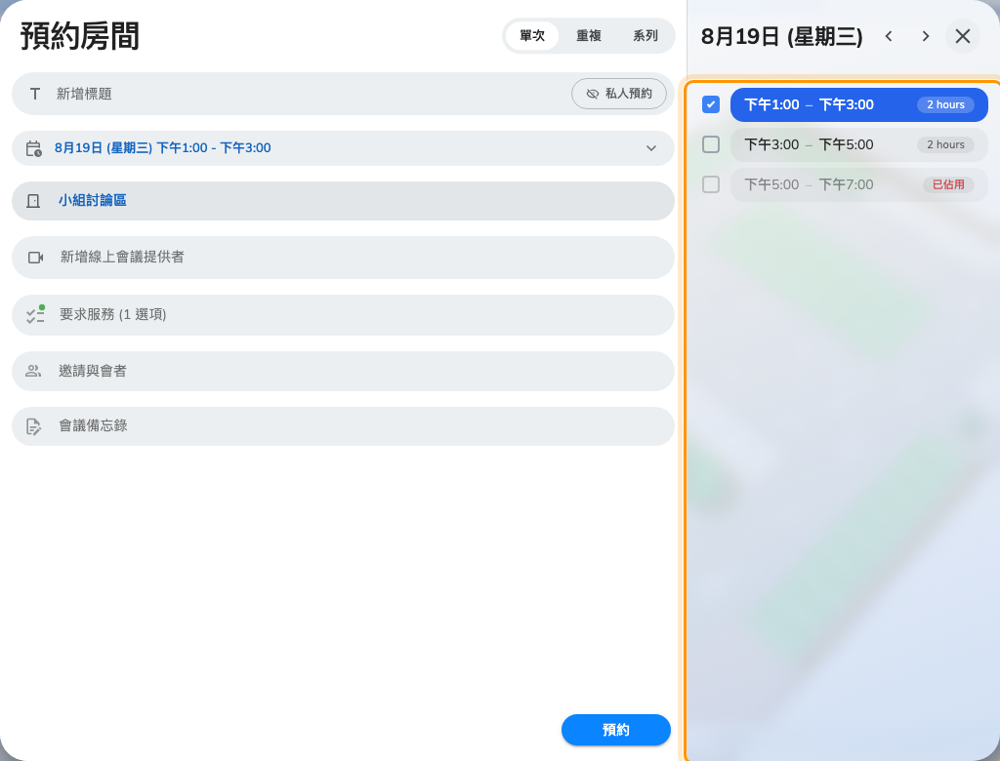 預約房間
單次 重複 系列
新增標題
私人預約
8月19日 (星期三) 下午1:00 - 下午3:00
小組討論區
新增線上會議提供者
要求服務 (1 選項)
邀請與會者
會議備忘錄
預約
8月19日 (星期三)
下午1:00 – 下午3:00 2 hours
下午3:00 – 下午5:00 2 hours
下午5:00 – 下午7:00 已佔用